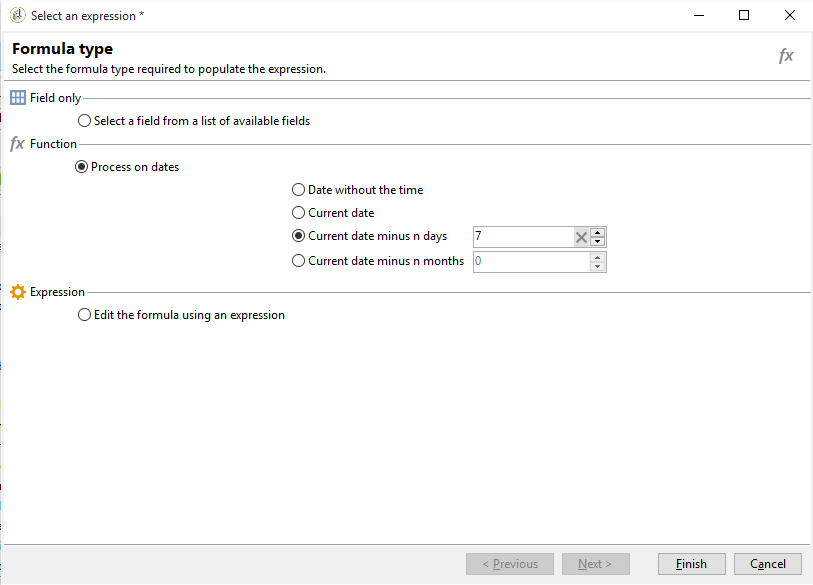 Select an expression *
Formula type
Select the formula type required to populate the expression.
fx
Field only
Select a field from a list of available fields
fx Function
Process on dates
Date without the time
Current date
Current date minus n days 7
Current date minus n months 0
Expression
Edit the formula using an expression
< Previous Next > Finish Cancel